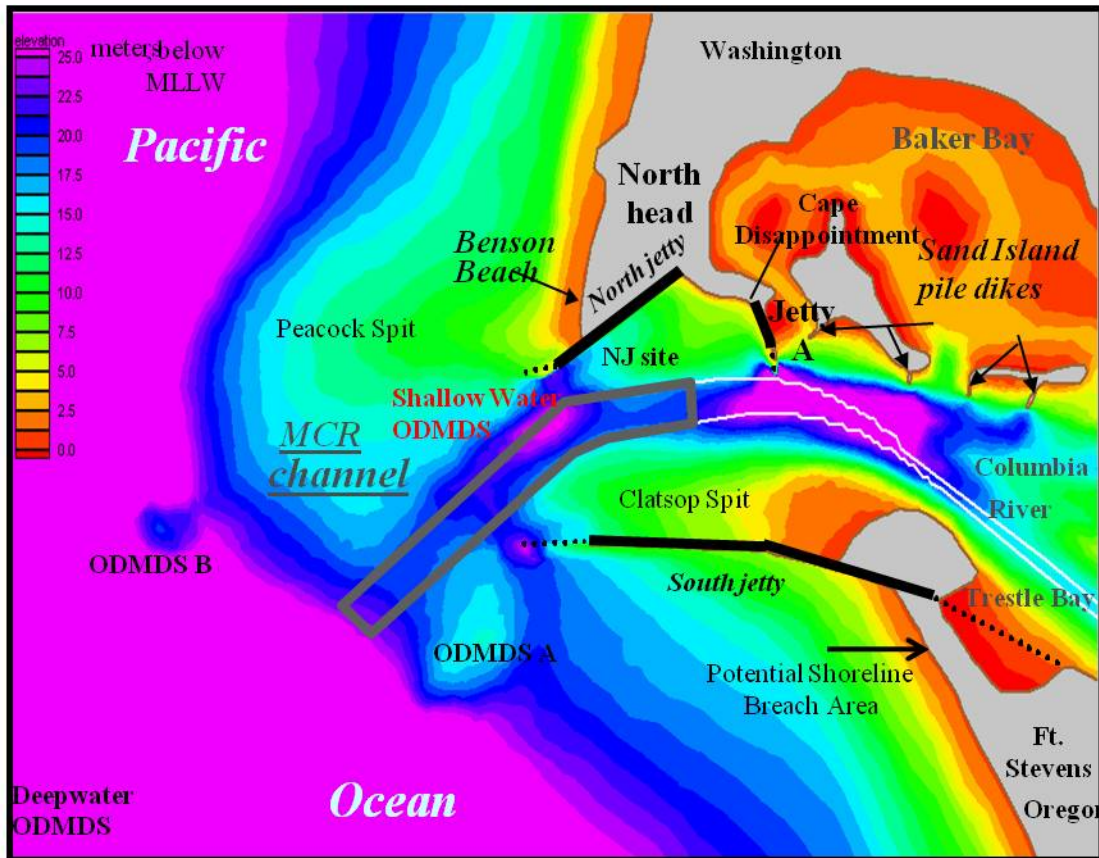 elevation
meters, below
MLLW
25.0
22.5
20.0
17.5
15.0
12.5
10.0
7.5
5.0
2.5
0.0
Pacific
Washington
Baker Bay
North
head
Cape
Disappointment
Benson
Beach
North jetty
Sand Island
pile dikes
Jetty
A
Peacock Spit
NJ site
Shallow Water
ODMDS
MCR
channel
Columbia
River
Clatsop Spit
ODMDS B
South jetty
Trestle Bay
ODMDS A
Potential Shoreline
Breach Area
Ft.
Stevens
Oregon
Deepwater
ODMDS
Ocean